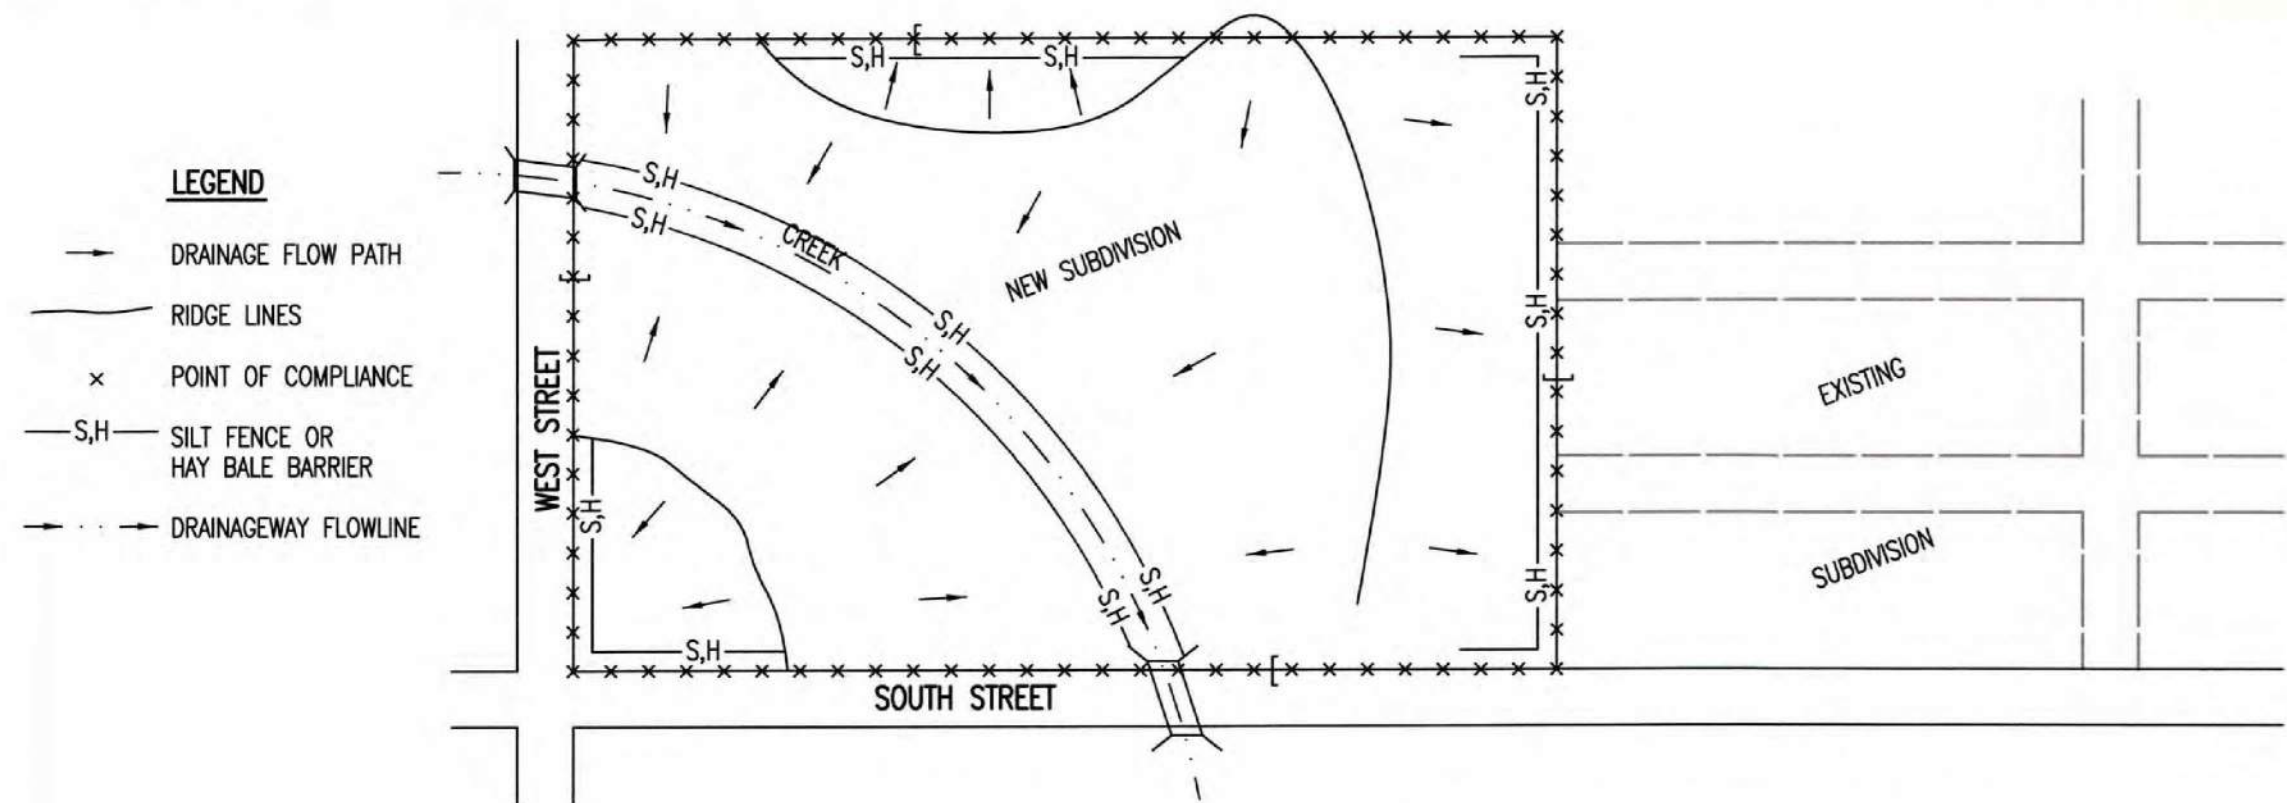 LEGEND
DRAINAGE FLOW PATH
RIDGE LINES
× POINT OF COMPLIANCE
S,H SILT FENCE OR
HAY BALE BARRIER
DRAINAGEWAY FLOWLINE
S,H
S,H
S,H
S,H
S,H
CREEK
NEW SUBDIVISION
S,H
S,H
S,H
WEST STREET
EXISTING
S,H
SUBDIVISION
S,H
S,H
S,H
S,H
SOUTH STREET